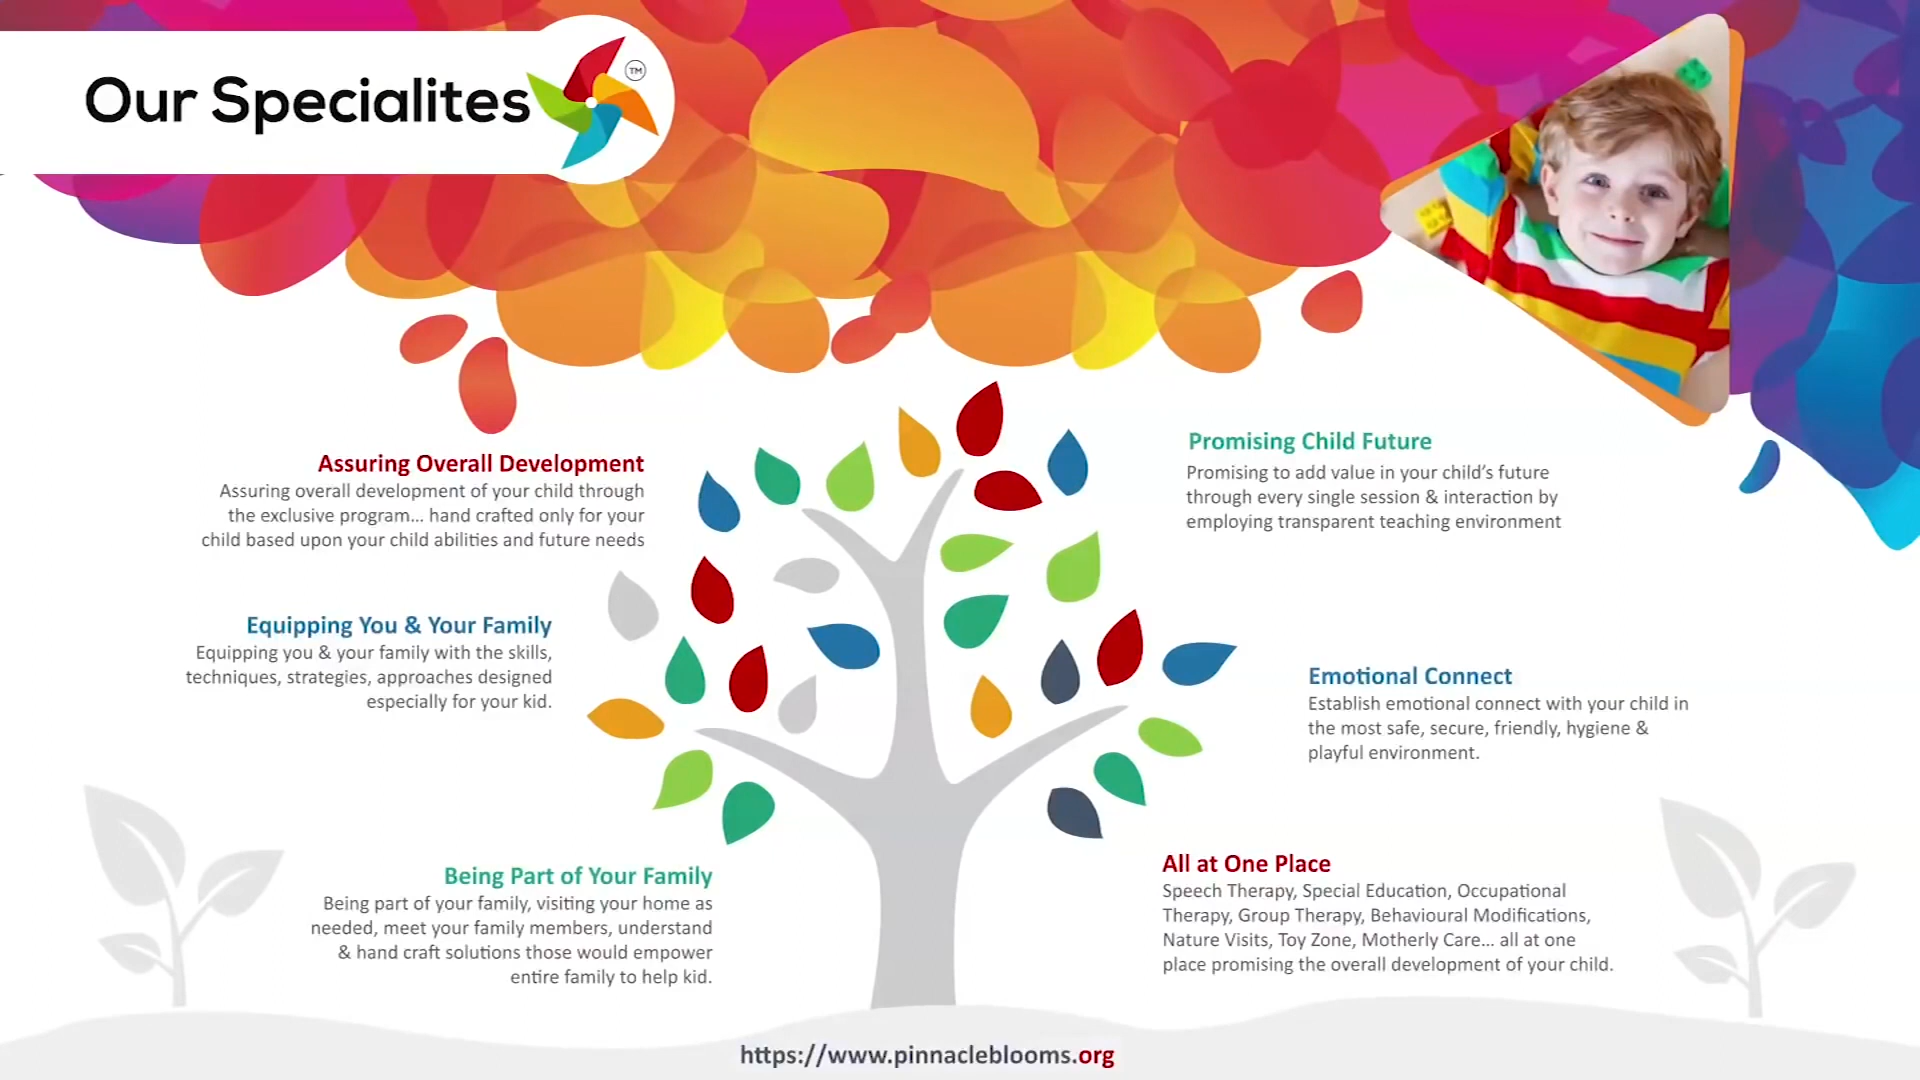 Our Specialites
TM
Assuring Overall Development
Assuring overall development of your child through
the exclusive program... hand crafted only for your
child based upon your child abilities and future needs
Equipping You & Your Family
Equipping you & your family with the skills,
techniques, strategies, approaches designed
especially for your kid.
Being Part of Your Family
Being part of your family, visiting your home as
needed, meet your family members, understand
& hand craft solutions those would empower
entire family to help kid.
Promising Child Future
Promising to add value in your child's future
through every single session & interaction by
employing transparent teaching environment
Emotional Connect
Establish emotional connect with your child in
the most safe, secure, friendly, hygiene &
playful environment.
All at One Place
Speech Therapy, Special Education, Occupational
Therapy, Group Therapy, Behavioural Modifications,
Nature Visits, Toy Zone, Motherly Care... all at one
place promising the overall development of your child.
https://www.pinnacleblooms.org